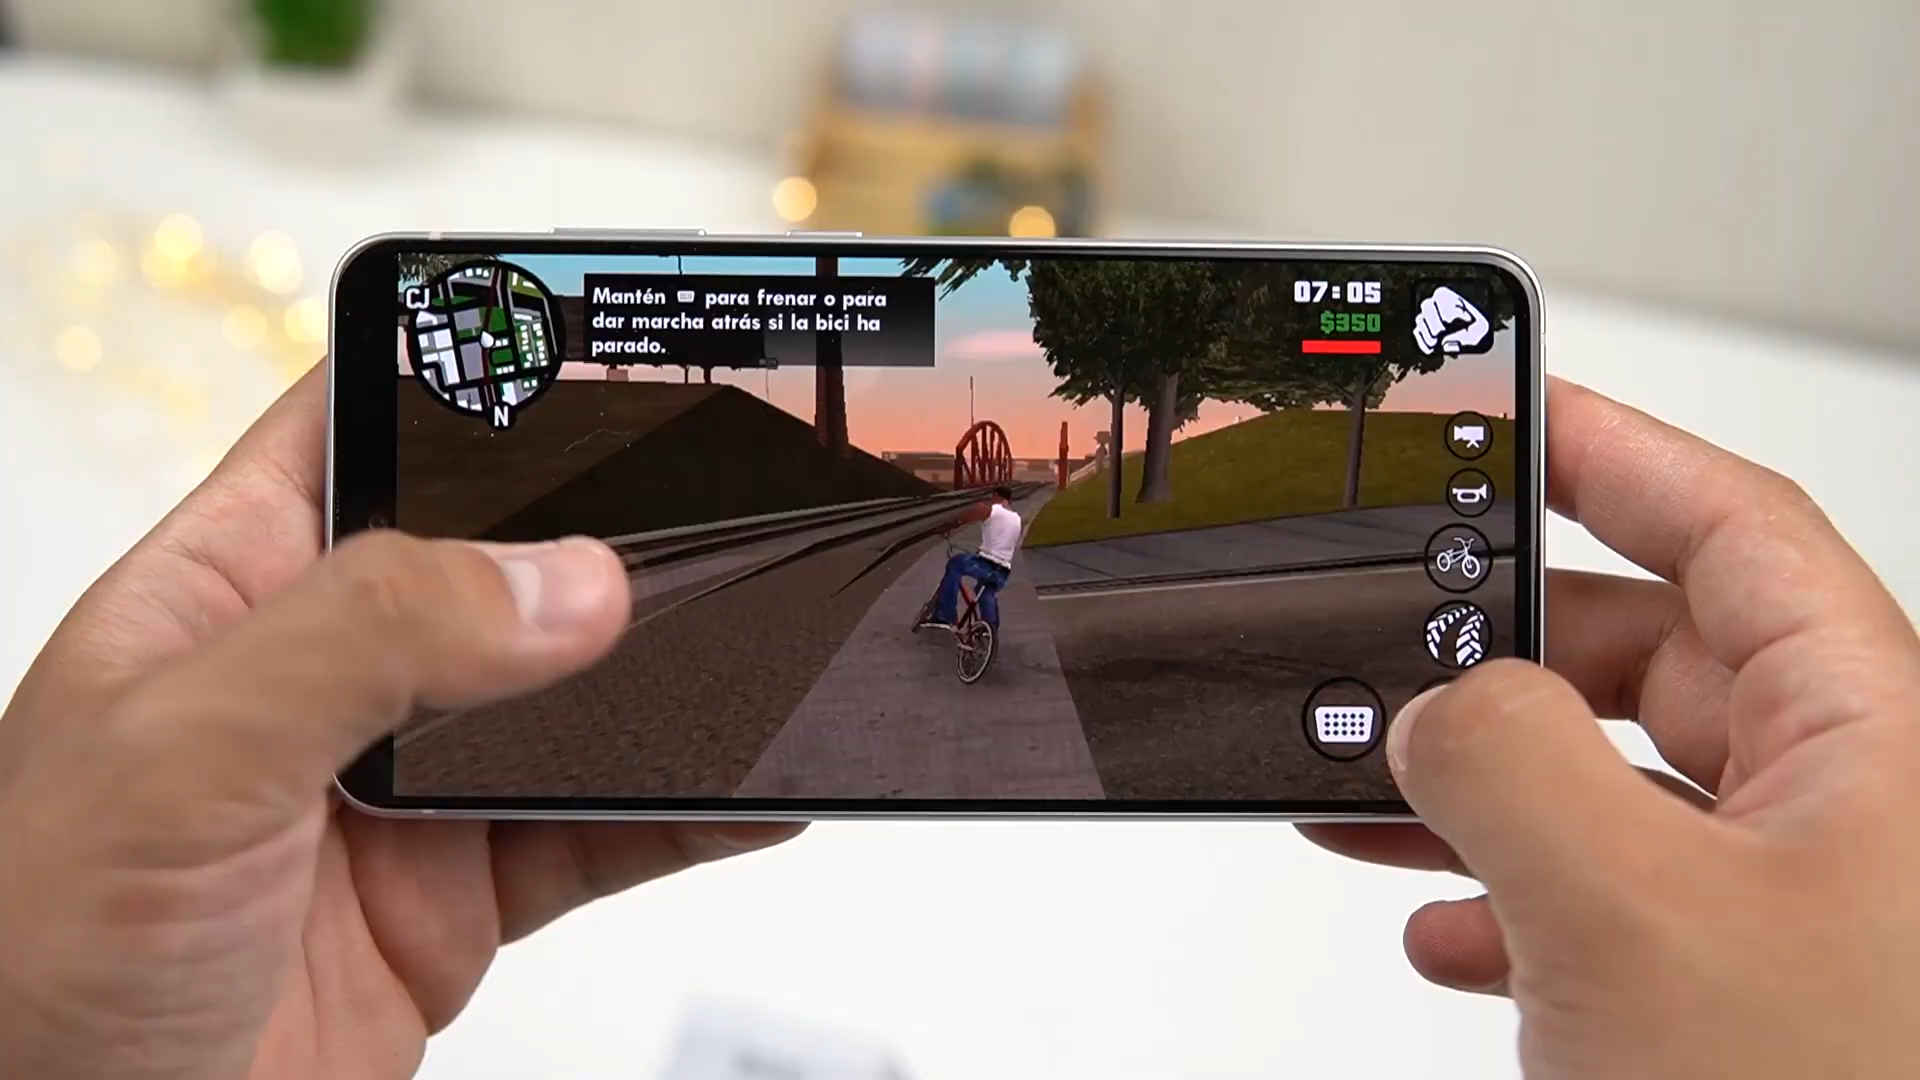 CJ
N
Mantén para frenar o para
dar marcha atrás si la bici ha
parado.
07:05
$350